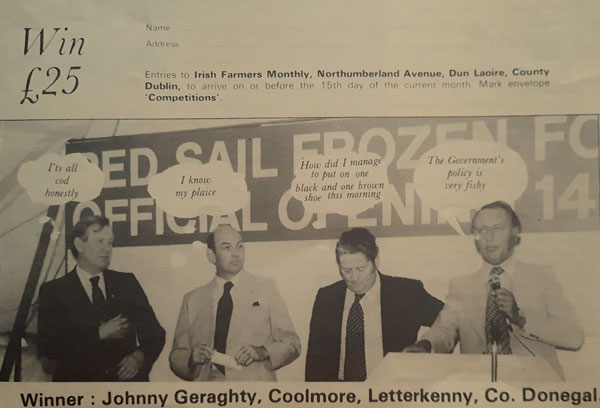 Win
£25
Name
Address
Entries to Irish Farmers Monthly, Northumberland Avenue, Dun Laoire, County
Dublin, to arrive on or before the 15th day of the current month. Mark envelope
'Competitions'.
RED SAIL FROZEN FO
OFFICIAL OPENI 14
I'ts all
cod
honestly
I know
my plaice
How did I manage
to put on one
black and one brown
shoe this morning
The Government's
policy is
very fishy
Winner : Johnny Geraghty, Coolmore, Letterkenny, Co. Donegal.